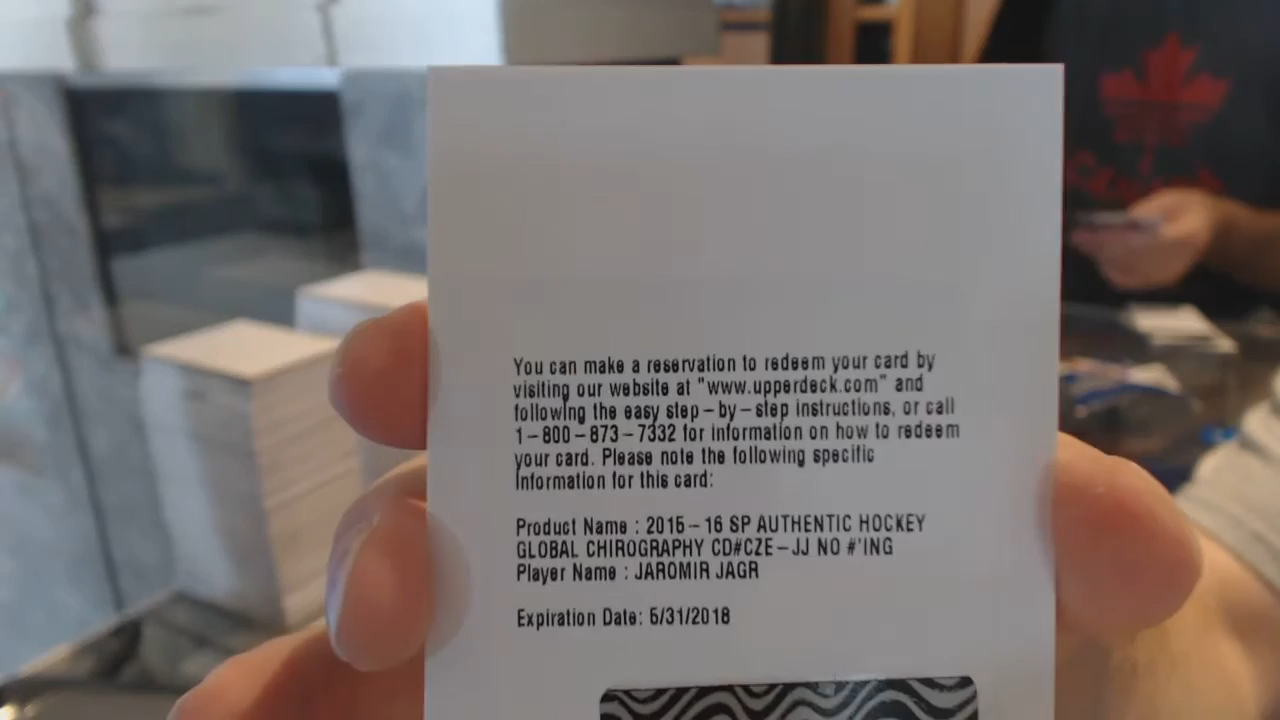 You can make a reservation to redeem your card by
visiting our website at "www.upperdeck.com" and
following the easy step-by-step instructions, or call
1-800-873-7332 for information on how to redeem
your card. Please note the following specific
information for this card:
Product Name : 2015-16 SP AUTHENTIC HOCKEY
GLOBAL CHIROGRAPHY CD#CZE-JJ NO #'ING
Player Name : JAROMIR JAGR
Expiration Date: 5/31/2018